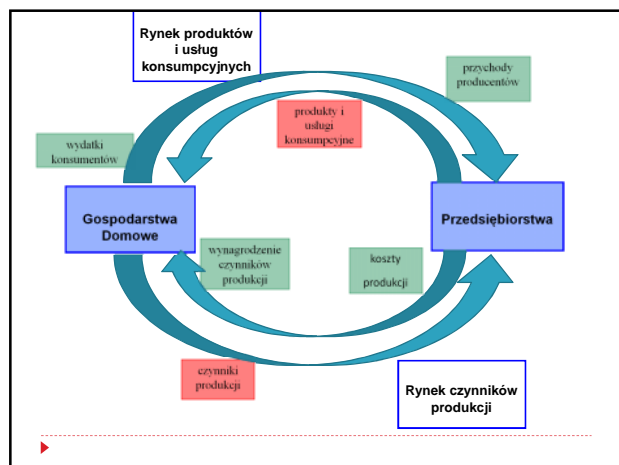 Rynek produktów
i usług
konsumpcyjnych
przychody
producentów
produkty i
usługi
konsumpcyjne
wydatki
konsumentów
Gospodarstwa
Domowe
Przedsiębiorstwa
wynagrodzenie
czynników
produkcji
koszty
produkcji
czynniki
produkcji
Rynek czynników
produkcji